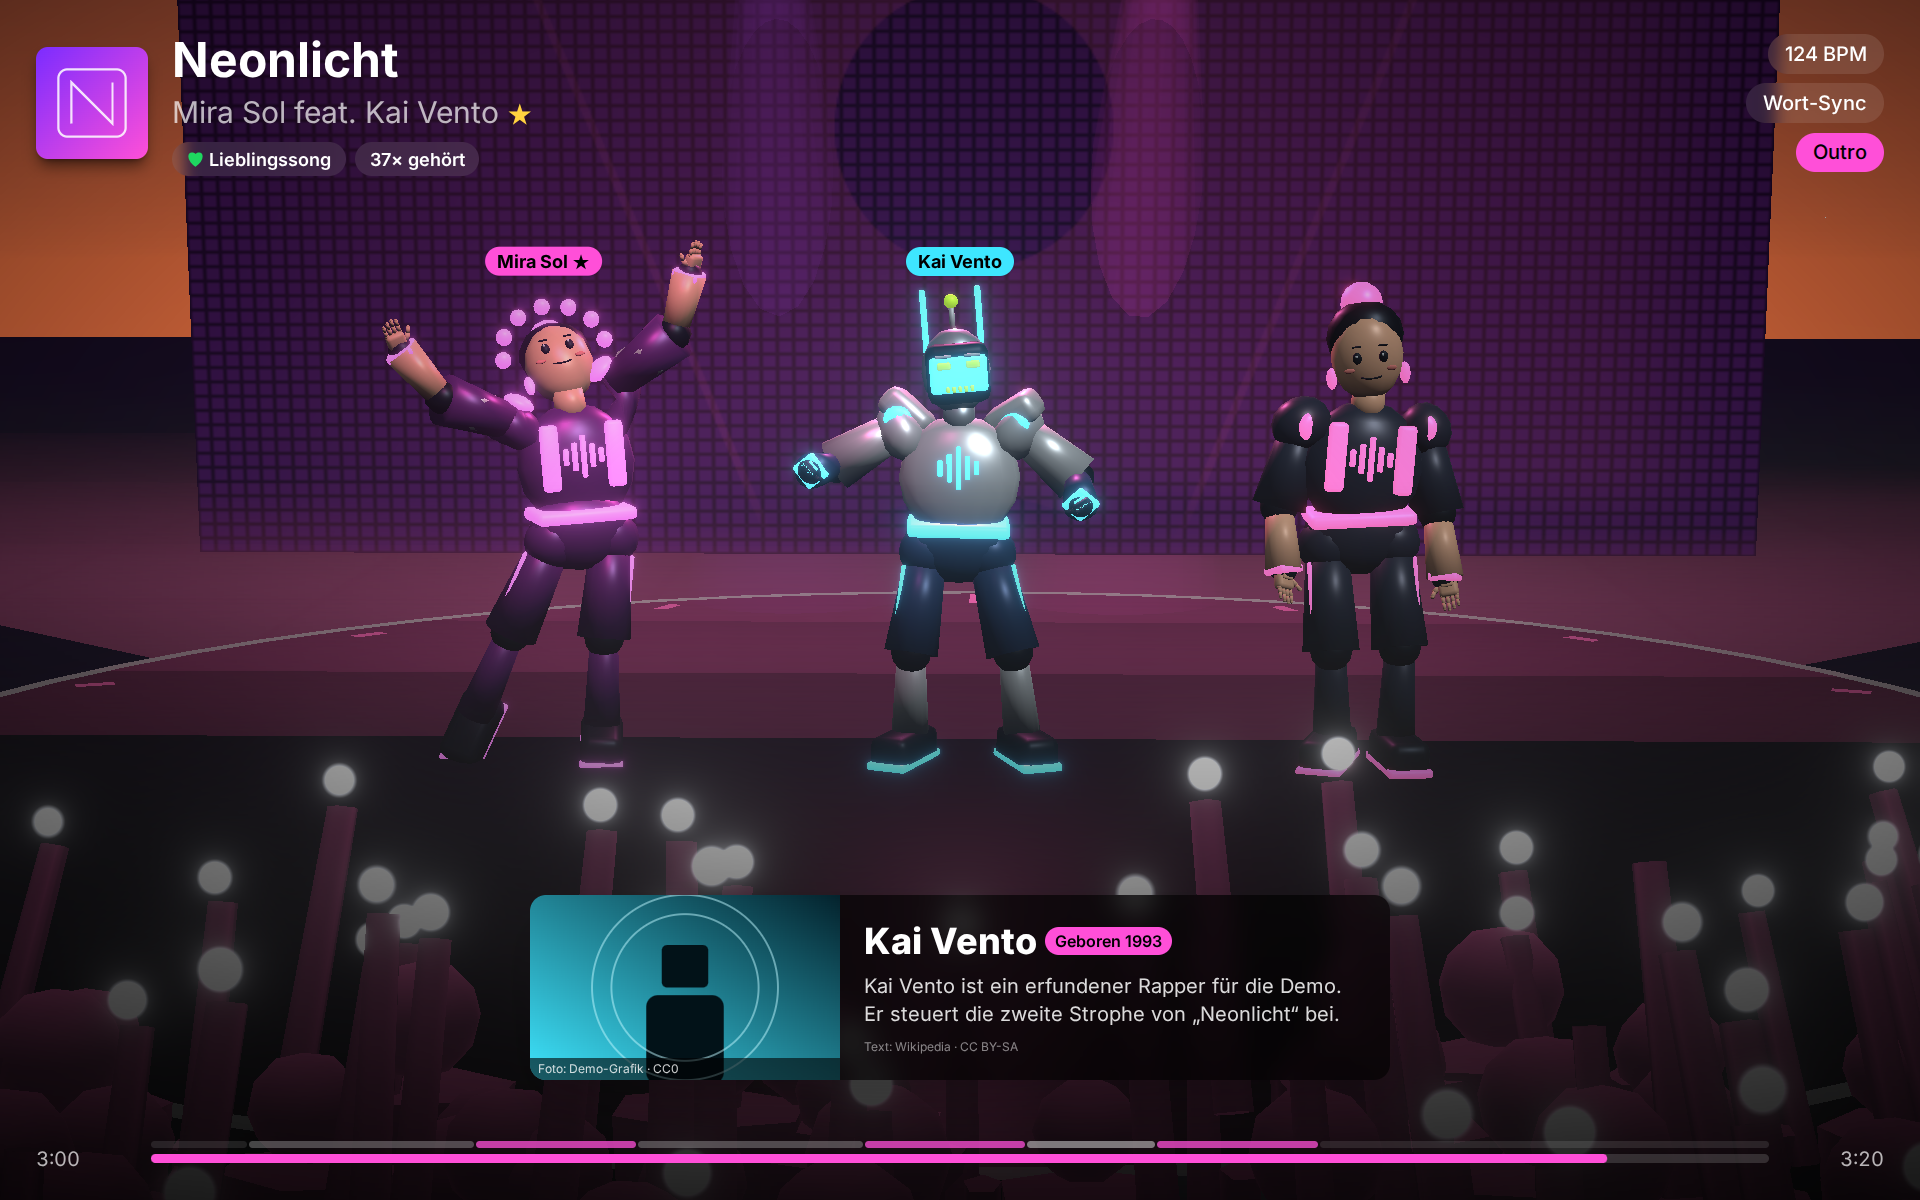 N
Neonlicht
Mira Sol feat. Kai Vento ★
Lieblingssong
37× gehört
124 BPM
Wort-Sync
Outro
Mira Sol ★
Kai Vento
Kai Vento
Geboren 1993
Kai Vento ist ein erfundener Rapper für die Demo.
Er steuert die zweite Strophe von „Neonlicht“ bei.
Text: Wikipedia · CC BY-SA
Foto: Demo-Grafik · CC0
3:00
3:20